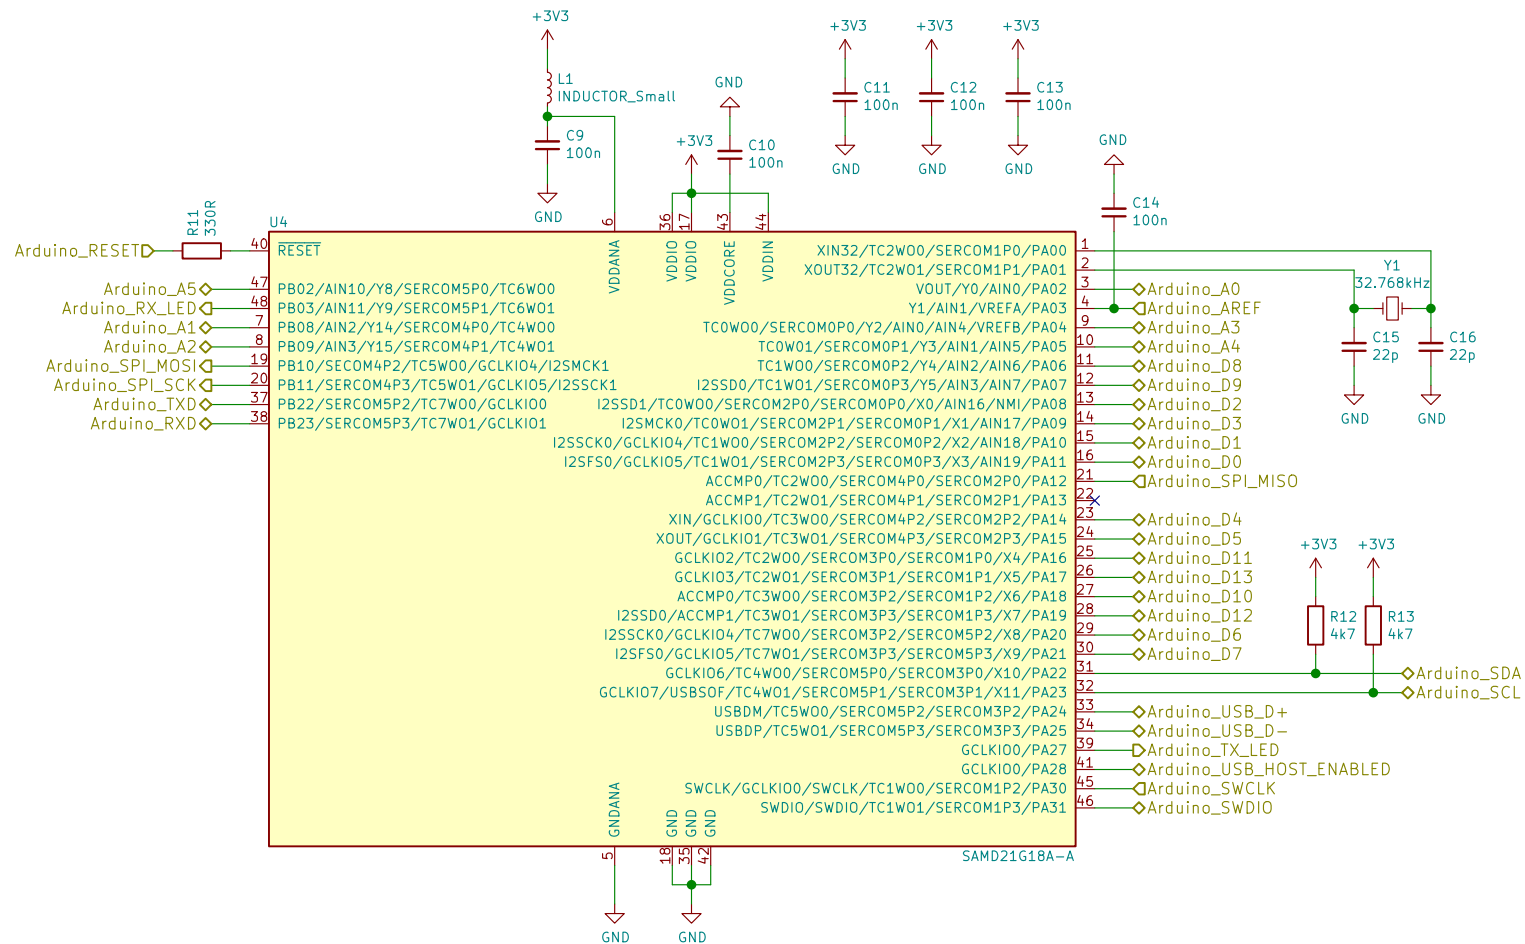 +3V3
L1
INDUCTOR_Small
C9
100n
GND
GND
C10
100n
+3V3
+3V3
C11
100n
GND
+3V3
C12
100n
GND
+3V3
C13
100n
GND
GND
C14
100n
R11
330R
U4
Arduino_RESET 40 RESET
Arduino_A5 47 PB02/AIN10/Y8/SERCOM5P0/TC6WO0
Arduino_RX_LED 48 PB03/AIN11/Y9/SERCOM5P1/TC6WO1
Arduino_A1 7 PB08/AIN2/Y14/SERCOM4P0/TC4WO0
Arduino_A2 8 PB09/AIN3/Y15/SERCOM4P1/TC4WO1
Arduino_SPI_MOSI 19 PB10/SECOM4P2/TC5WO0/GCLKIO4/I2SMCK1
Arduino_SPI_SCK 20 PB11/SERCOM4P3/TC5WO1/GCLKIO5/I2SSCK1
Arduino_TXD 37 PB22/SERCOM5P2/TC7WO0/GCLKIO0
Arduino_RXD 38 PB23/SERCOM5P3/TC7WO1/GCLKIO1
6 VDDANA
36 VDDIO
17 VDDIO
43 VDDCORE
44 VDDIN
XIN32/TC2WO0/SERCOM1P0/PA00 1
XOUT32/TC2WO1/SERCOM1P1/PA01 2
VOUT/Y0/AIN0/PA02 3 Arduino_A0
Y1/AIN1/VREFA/PA03 4 Arduino_AREF
TC0WO0/SERCOM0P0/Y2/AIN0/AIN4/VREFB/PA04 9 Arduino_A3
TC0WO1/SERCOM0P1/Y3/AIN1/AIN5/PA05 10 Arduino_A4
TC1WO0/SERCOM0P2/Y4/AIN2/AIN6/PA06 11 Arduino_D8
I2SSD0/TC1WO1/SERCOM0P3/Y5/AIN3/AIN7/PA07 12 Arduino_D9
I2SSD1/TC0WO0/SERCOM2P0/SERCOM0P0/X0/AIN16/NMI/PA08 13 Arduino_D2
I2SMCK0/TC0WO1/SERCOM2P1/SERCOM0P1/X1/AIN17/PA09 14 Arduino_D3
I2SSCK0/GCLKIO4/TC1WO0/SERCOM2P2/SERCOM0P2/X2/AIN18/PA10 15 Arduino_D1
I2SFS0/GCLKIO5/TC1WO1/SERCOM2P3/SERCOM0P3/X3/AIN19/PA11 16 Arduino_D0
ACCMP0/TC2WO0/SERCOM4P0/SERCOM2P0/PA12 21 Arduino_SPI_MISO
ACCMP1/TC2WO1/SERCOM4P1/SERCOM2P1/PA13 22
XIN/GCLKIO0/TC3WO0/SERCOM4P2/SERCOM2P2/PA14 23 Arduino_D4
XOUT/GCLKIO1/TC3WO1/SERCOM4P3/SERCOM2P3/PA15 24 Arduino_D5
GCLKIO2/TC2WO0/SERCOM3P0/SERCOM1P0/X4/PA16 25 Arduino_D11
GCLKIO3/TC2WO1/SERCOM3P1/SERCOM1P1/X5/PA17 26 Arduino_D13
ACCMP0/TC3WO0/SERCOM3P2/SERCOM1P2/X6/PA18 27 Arduino_D10
I2SSD0/ACCMP1/TC3WO1/SERCOM3P3/SERCOM1P3/X7/PA19 28 Arduino_D12
I2SSCK0/GCLKIO4/TC7WO0/SERCOM3P2/SERCOM5P2/X8/PA20 29 Arduino_D6
I2SFS0/GCLKIO5/TC7WO1/SERCOM3P3/SERCOM5P3/X9/PA21 30 Arduino_D7
GCLKIO6/TC4WO0/SERCOM5P0/SERCOM3P0/X10/PA22 31 Arduino_SDA
GCLKIO7/USBSOF/TC4WO1/SERCOM5P1/SERCOM3P1/X11/PA23 32 Arduino_SCL
USBDM/TC5WO0/SERCOM5P2/SERCOM3P2/PA24 33 Arduino_USB_D+
USBDP/TC5WO1/SERCOM5P3/SERCOM3P3/PA25 34 Arduino_USB_D-
GCLKIO0/PA27 39 Arduino_TX_LED
GCLKIO0/PA28 41 Arduino_USB_HOST_ENABLED
SWCLK/GCLKIO0/SWCLK/TC1WO0/SERCOM1P2/PA30 45 Arduino_SWCLK
SWDIO/SWDIO/TC1WO1/SERCOM1P3/PA31 46 Arduino_SWDIO
Y1
32.768kHz
C15
22p
GND
C16
22p
GND
+3V3
R12
4k7
+3V3
R13
4k7
GNDANA 5
GND 18
GND 35
GND 42
SAMD21G18A-A
GND
GND